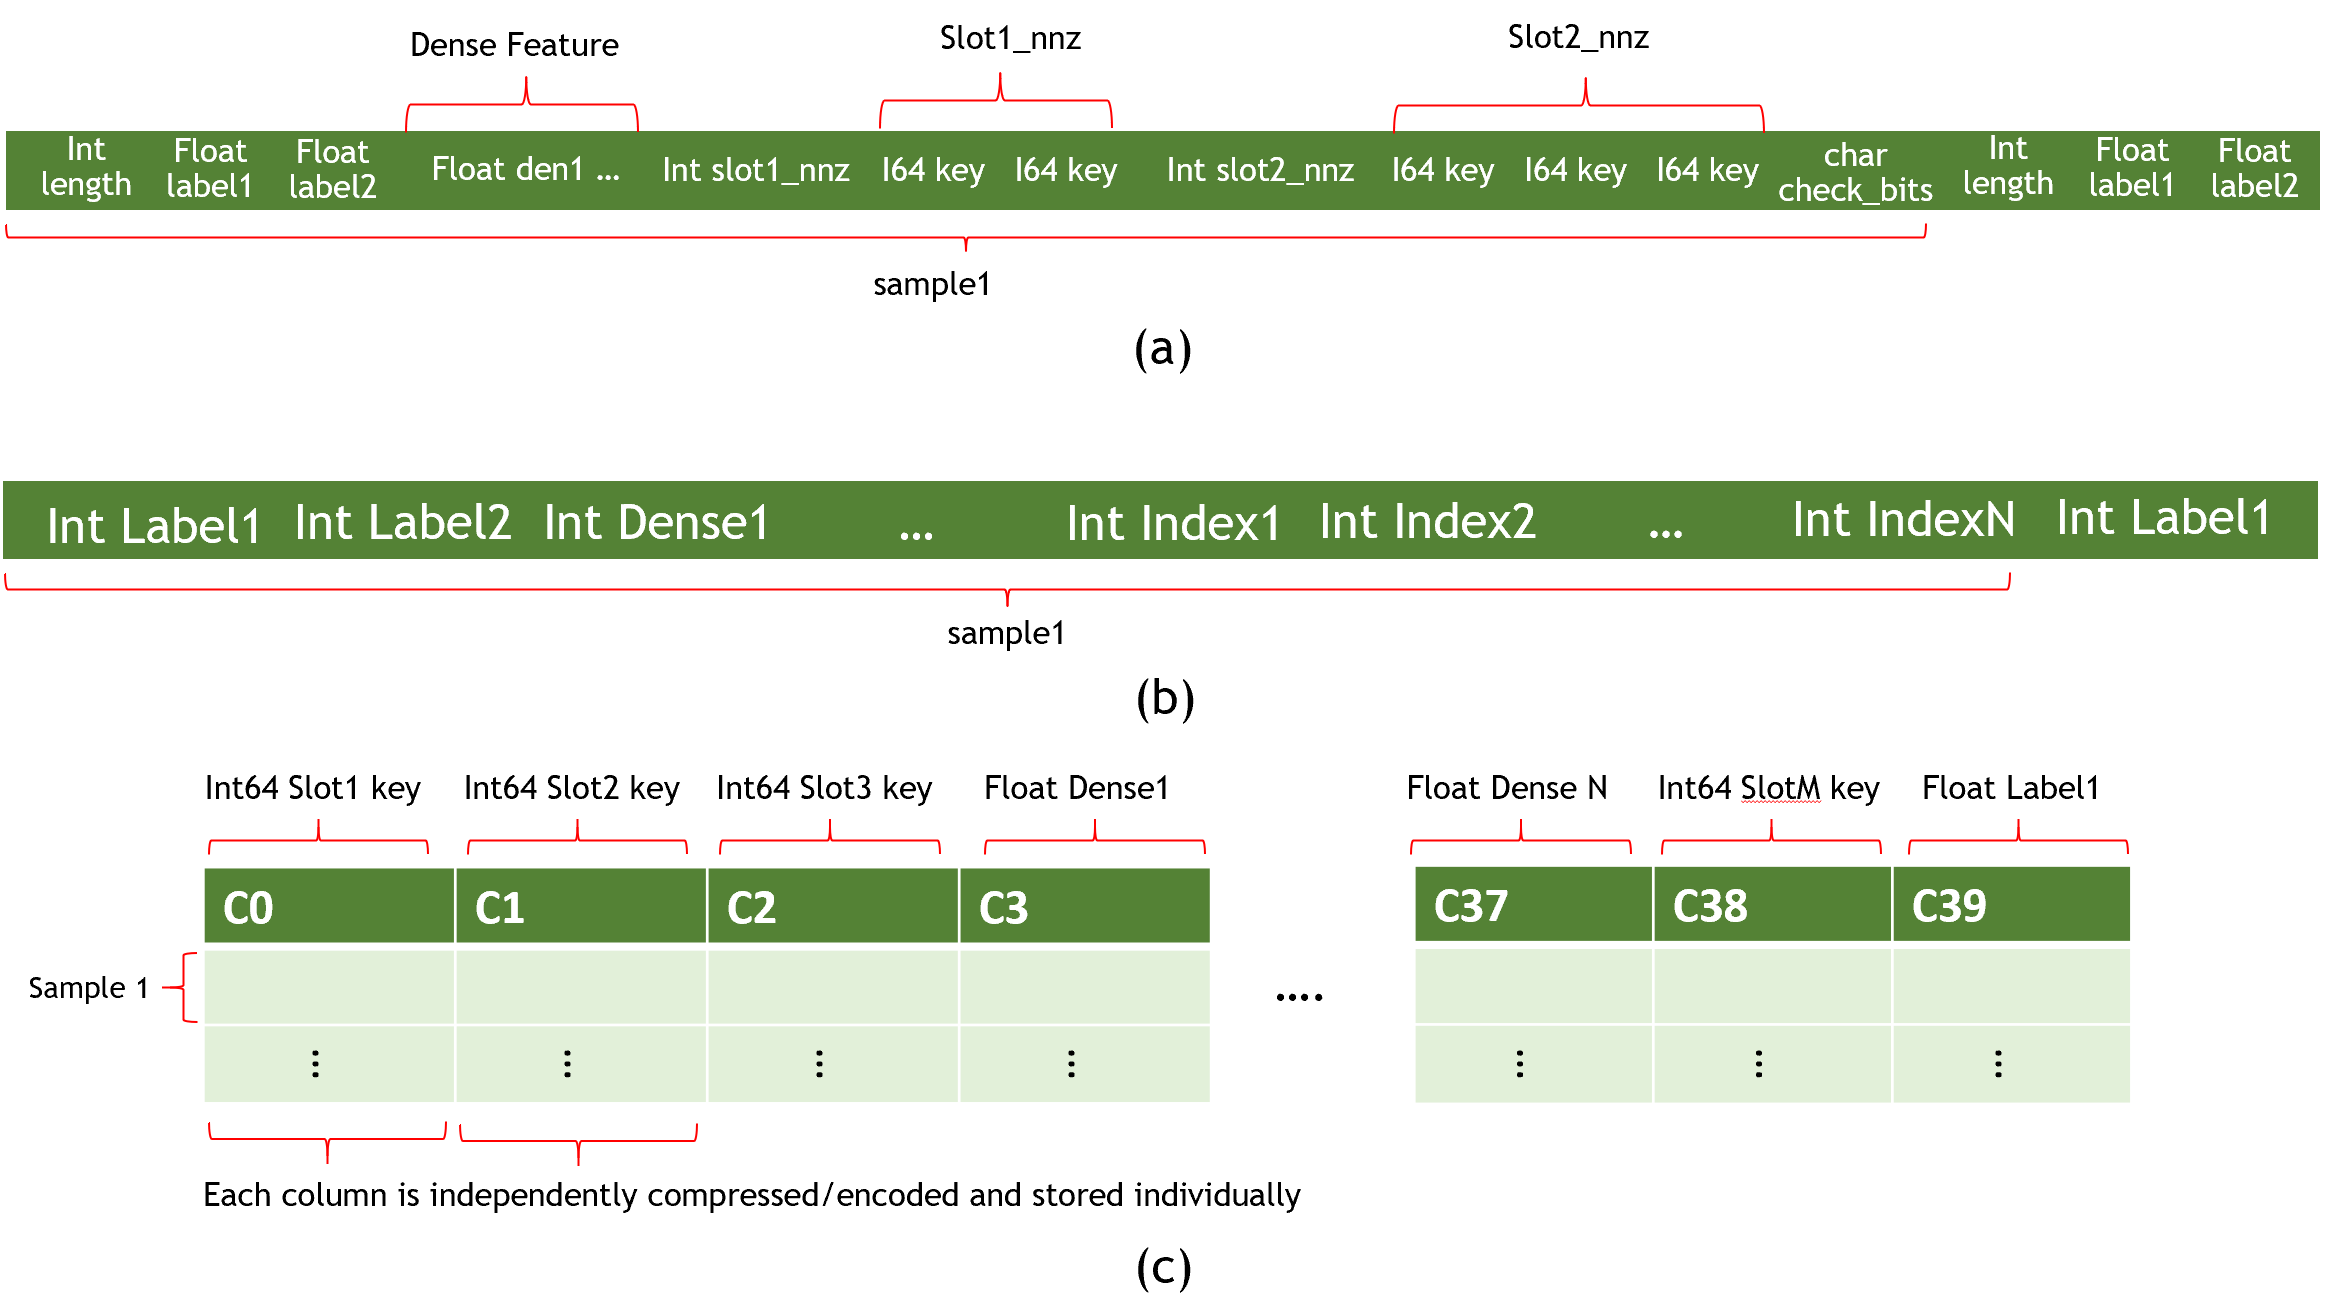 Dense Feature
Slot1_nnz
Slot2_nnz
Int length
Float label1
Float label2
Float den1 ...
Int slot1_nnz
I64 key
I64 key
Int slot2_nnz
I64 key
I64 key
I64 key
char check_bits
Int length
Float label1
Float label2
sample1
(a)
Int Label1
Int Label2
Int Dense1
...
Int Index1
Int Index2
...
Int IndexN
Int Label1
sample1
(b)
Int64 Slot1 key
Int64 Slot2 key
Int64 Slot3 key
Float Dense1
Float Dense N
Int64 SlotM key
Float Label1
C0
C1
C2
C3
C37
C38
C39
Sample 1
....
Each column is independently compressed/encoded and stored individually
(c)